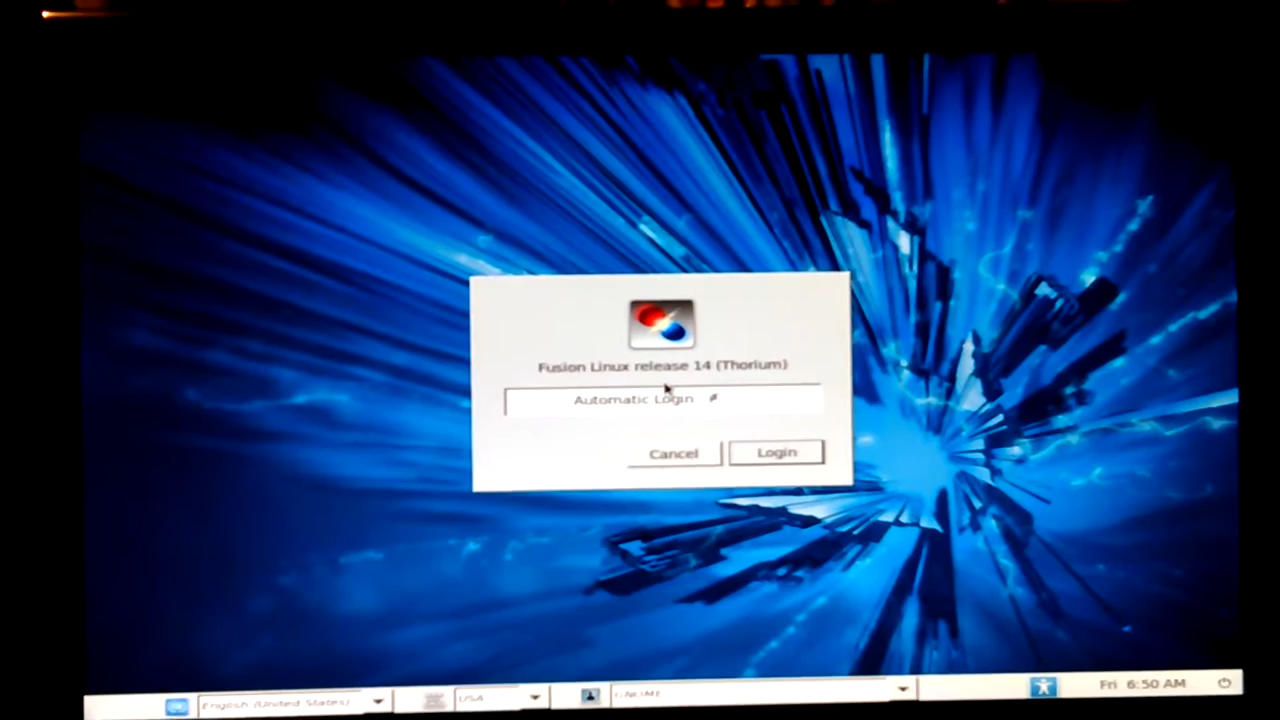 Fusion Linux release 14 (Thorium)
Automatic Login
Cancel
Login
English (United States)
USA
GNOME
Fri 6:50 AM